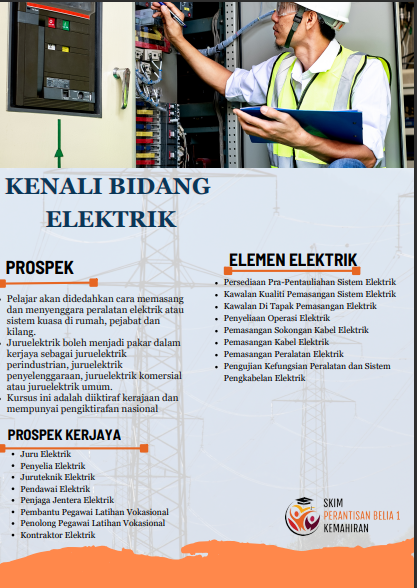 KENALI BIDANG
ELEKTRIK
PROSPEK
Pelajar akan didedahkan cara memasang
dan menyenggara peralatan elektrik atau
sistem kuasa di rumah, pejabat dan
kilang.
Juruelektrik boleh menjadi pakar dalam
kerjaya sebagai juruelektrik
perindustrian, juruelektrik
penyelenggaraan, juruelektrik komersial
atau juruelektrik umum.
Kursus ini adalah diiktiraf kerajaan dan
mempunyai pengiktirafan nasional
PROSPEK KERJAYA
Juru Elektrik
Penyelia Elektrik
Juruteknik Elektrik
Pendawai Elektrik
Penjaga Jentera Elektrik
Pembantu Pegawai Latihan Vokasional
Penolong Pegawai Latihan Vokasional
Kontraktor Elektrik
ELEMEN ELEKTRIK
Persediaan Pra-Pentauliahan Sistem Elektrik
Kawalan Kualiti Pemasangan Sistem Elektrik
Kawalan Di Tapak Pemasangan Elektrik
Penyeliaan Operasi Elektrik
Pemasangan Sokongan Kabel Elektrik
Pemasangan Kabel Elektrik
Pemasangan Peralatan Elektrik
Pengujian Kefungsian Peralatan dan Sistem
Pengkabelan Elektrik
SKIM
PERANTISAN BELIA 1
KEMAHIRAN